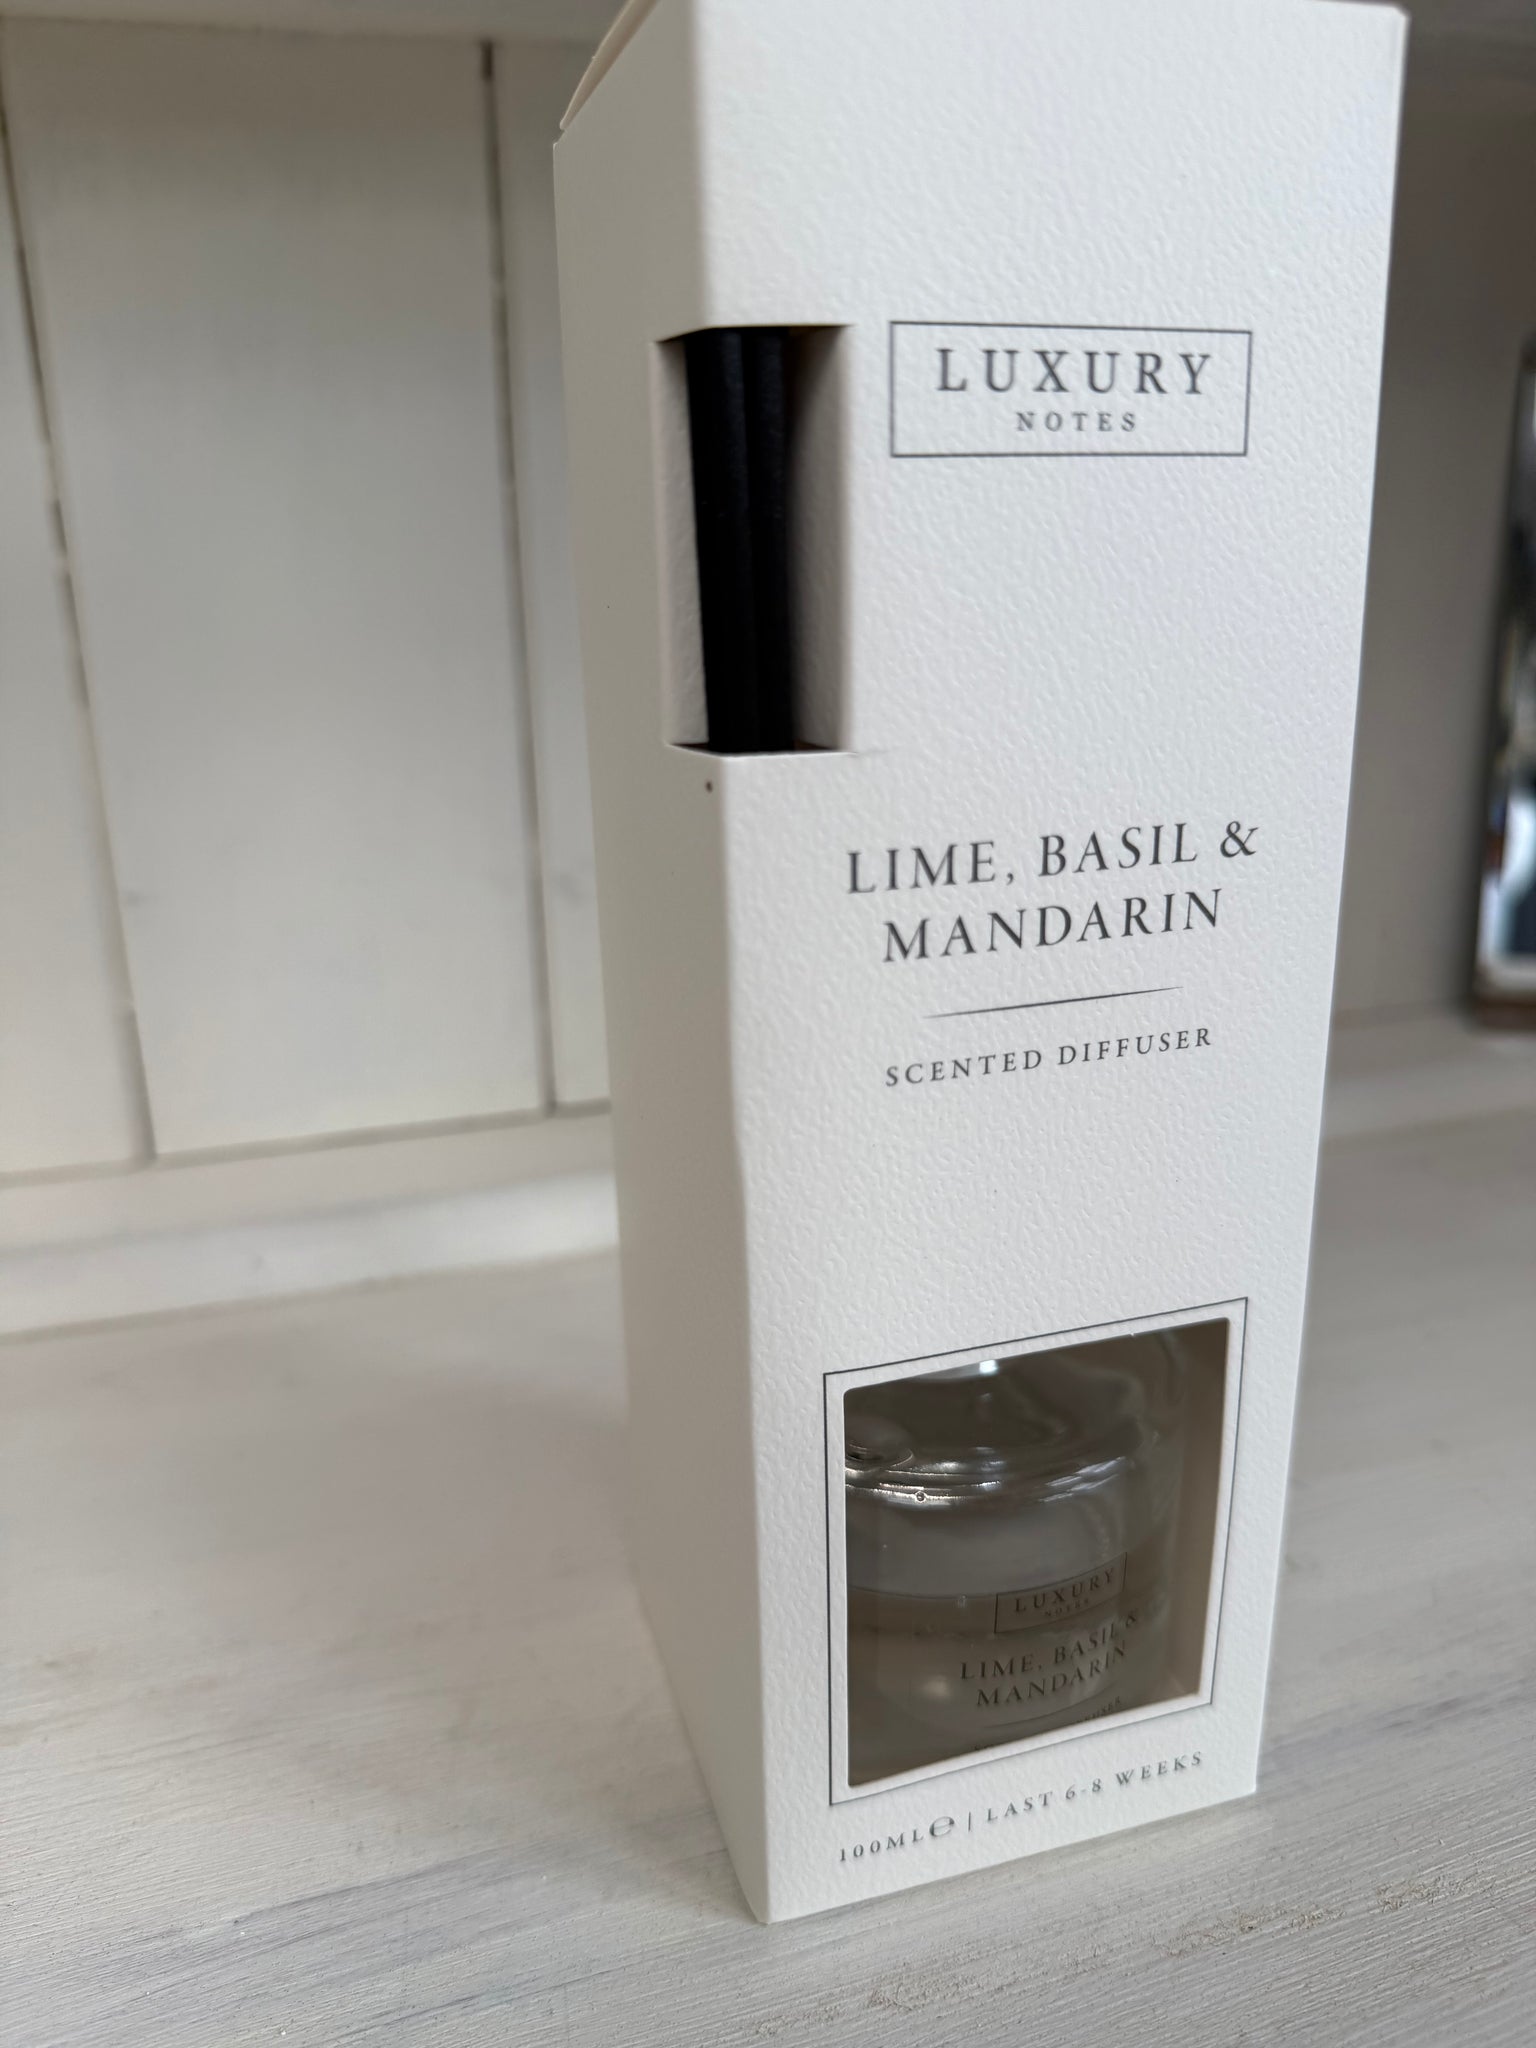 LUXURY
NOTES
LIME, BASIL &
MANDARIN
SCENTED DIFFUSER
LUXURY
NOTES
LIME, BASIL &
MANDARIN
100ML℮ | LAST 6-8 WEEKS